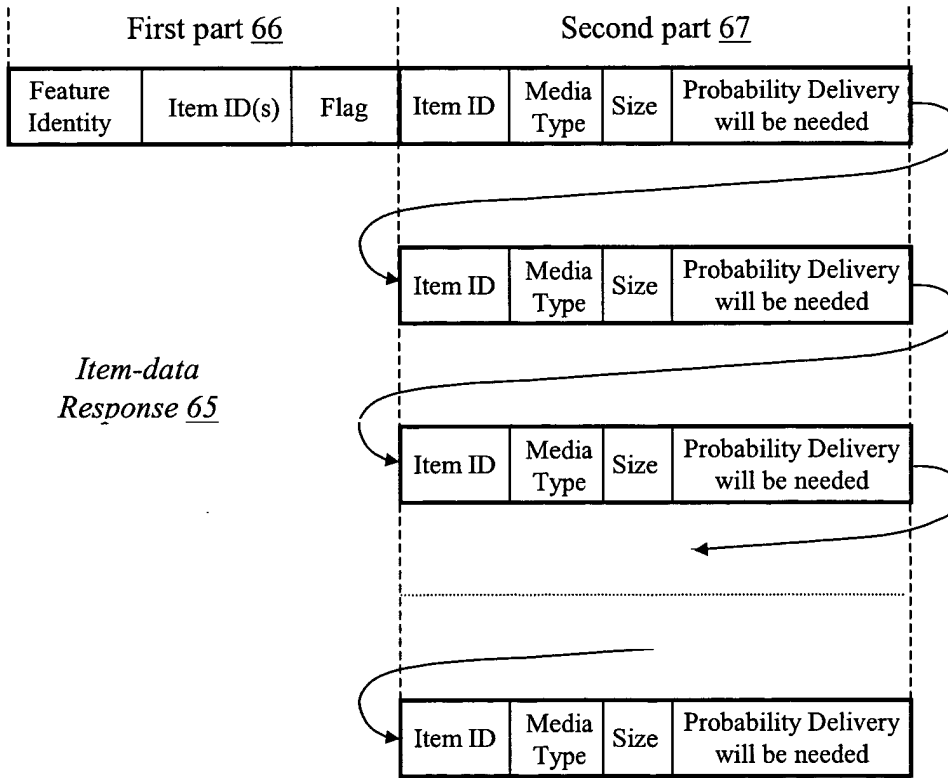 First part 66
Second part 67
Feature Identity
Item ID(s)
Flag
Item ID
Media Type
Size
Probability Delivery will be needed
Item ID
Media Type
Size
Probability Delivery will be needed
Item-data
Response 65
Item ID
Media Type
Size
Probability Delivery will be needed
Item ID
Media Type
Size
Probability Delivery will be needed